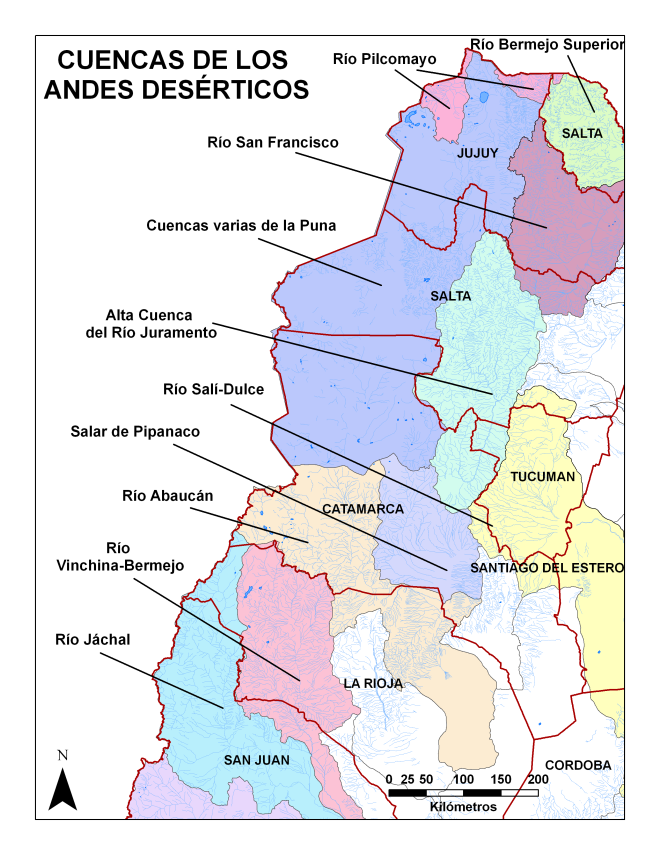 CUENCAS DE LOS
ANDES DESÉRTICOS
Río Bermejo Superior
Río Pilcomayo
SALTA
Río San Francisco
JUJUY
Cuencas varias de la Puna
SALTA
Alta Cuenca
del Río Juramento
Río Salí-Dulce
Salar de Pipanaco
TUCUMAN
Río Abaucán
CATAMARCA
Río
Vinchina-Bermejo
SANTIAGO DEL ESTERO
Río Jáchal
LA RIOJA
SAN JUAN
CORDOBA
N
0 25 50 100 150 200
Kilómetros